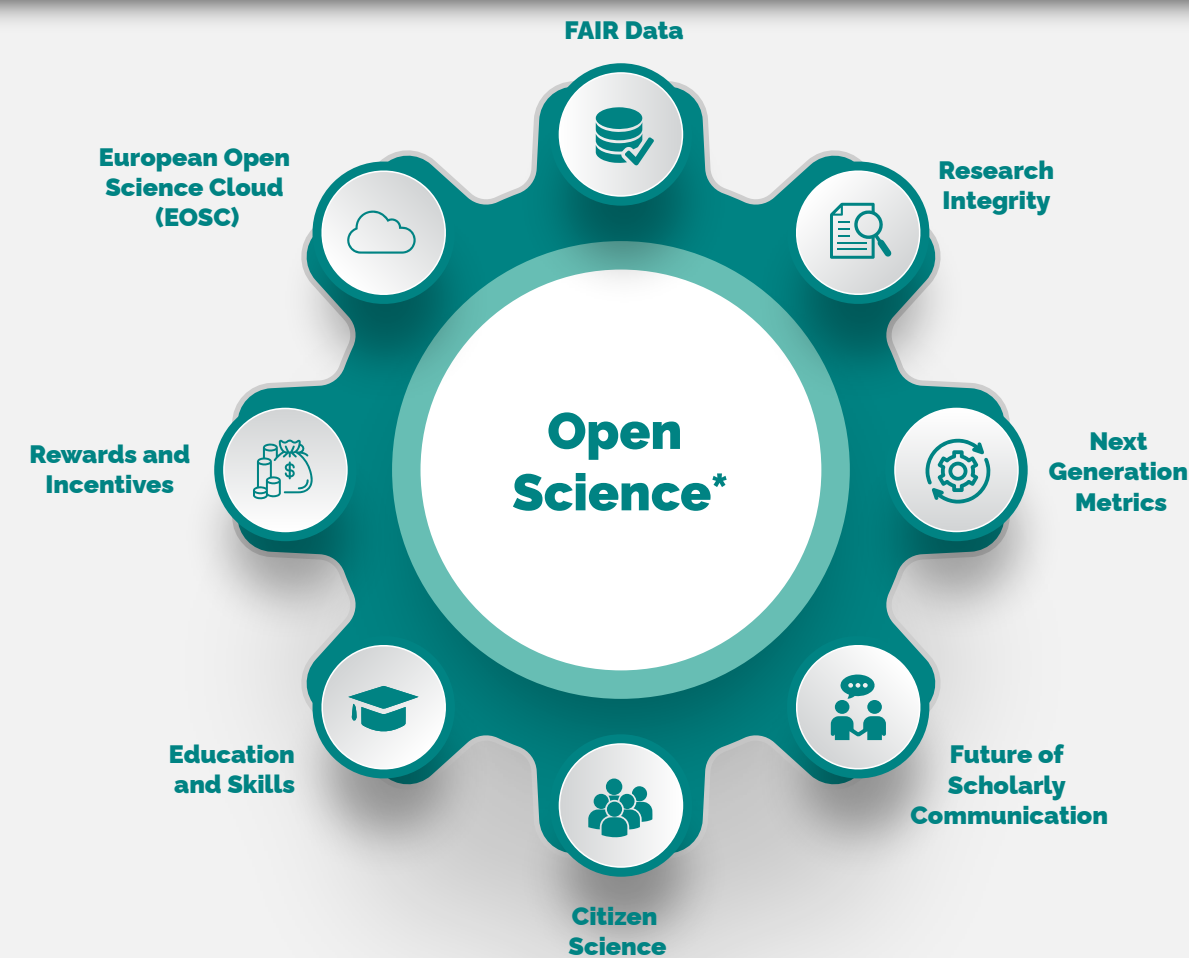 FAIR Data
European Open
Science Cloud
(EOSC)
Research
Integrity
Open
Science*
Rewards and
Incentives
$
Next
Generation
Metrics
Education
and Skills
Future of
Scholarly
Communication
Citizen
Science